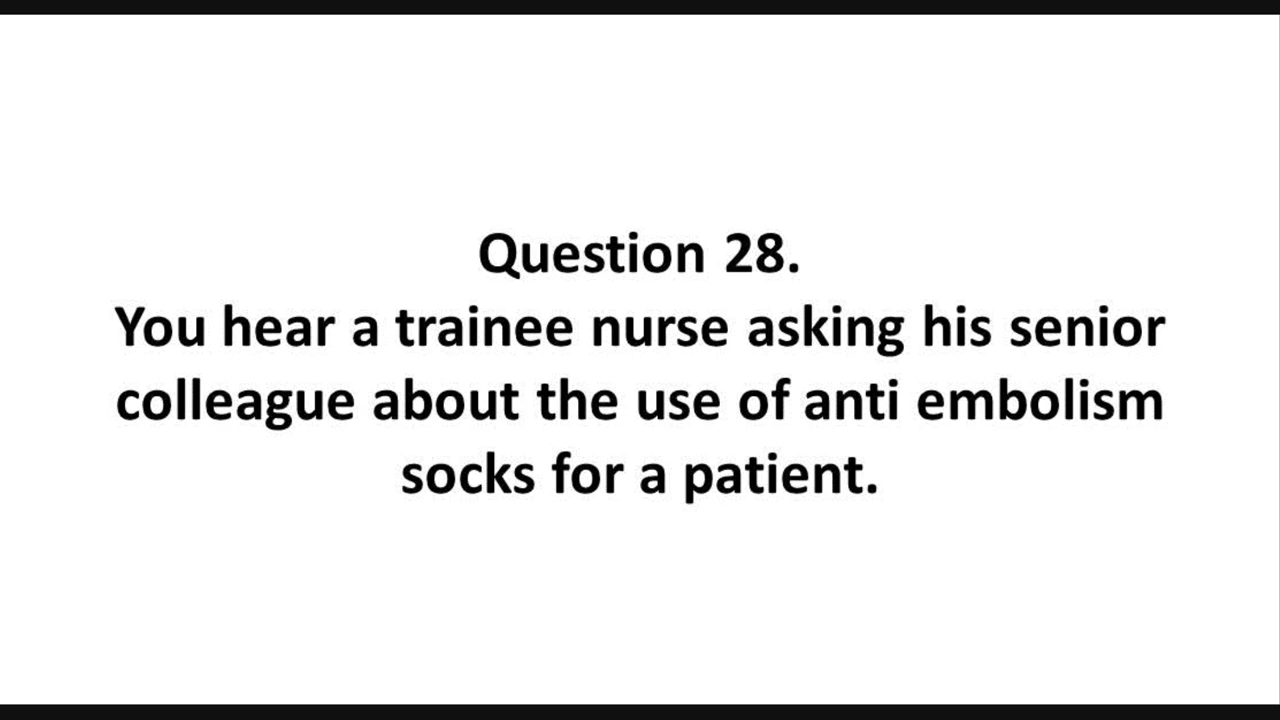 Question 28.
You hear a trainee nurse asking his senior
colleague about the use of anti embolism
socks for a patient.